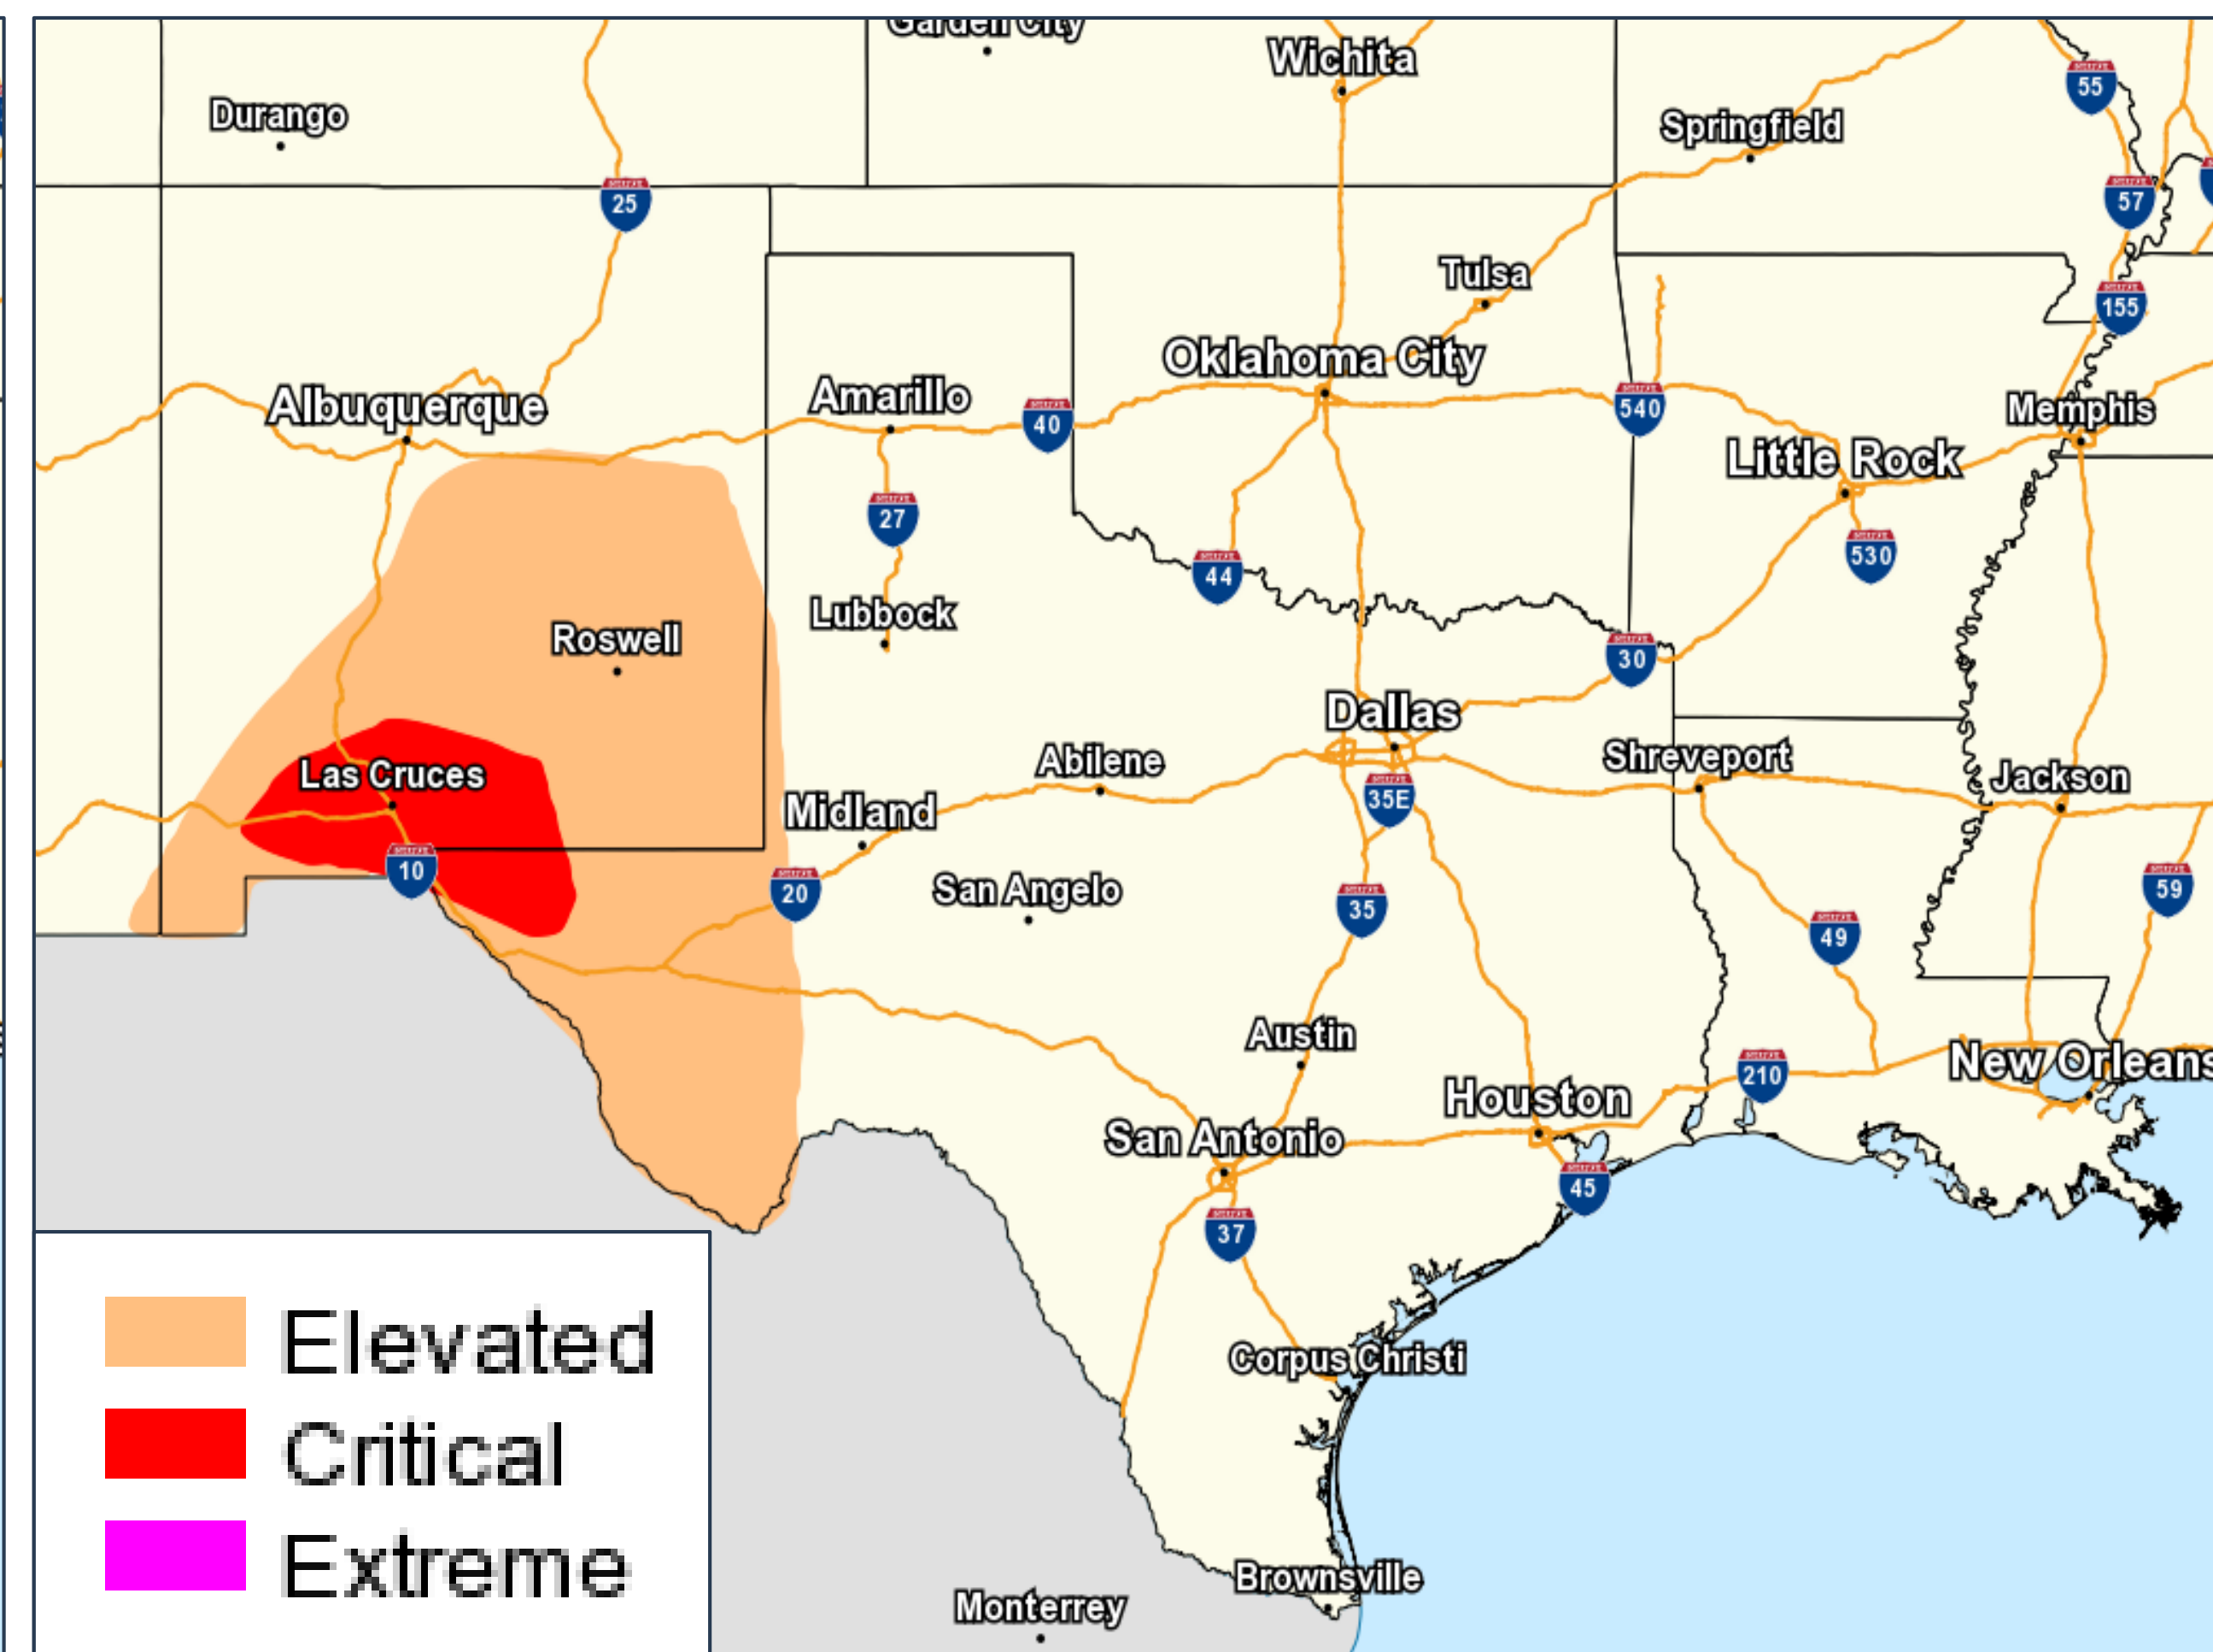 Garden City
Wichita
55
Durango
Springfield
25
57
Tulsa
155
Oklahoma City
Albuquerque
Amarillo
40
540
Memphis
Little Rock
27
530
44
Lubbock
Roswell
30
Dallas
Las Cruces
Abilene
Shreveport
Jackson
Midland
35E
10
20
San Angelo
35
59
49
Austin
New Orleans
210
Houston
San Antonio
45
37
Corpus Christi
Elevated
Critical
Extreme
Brownsville
Monterrey